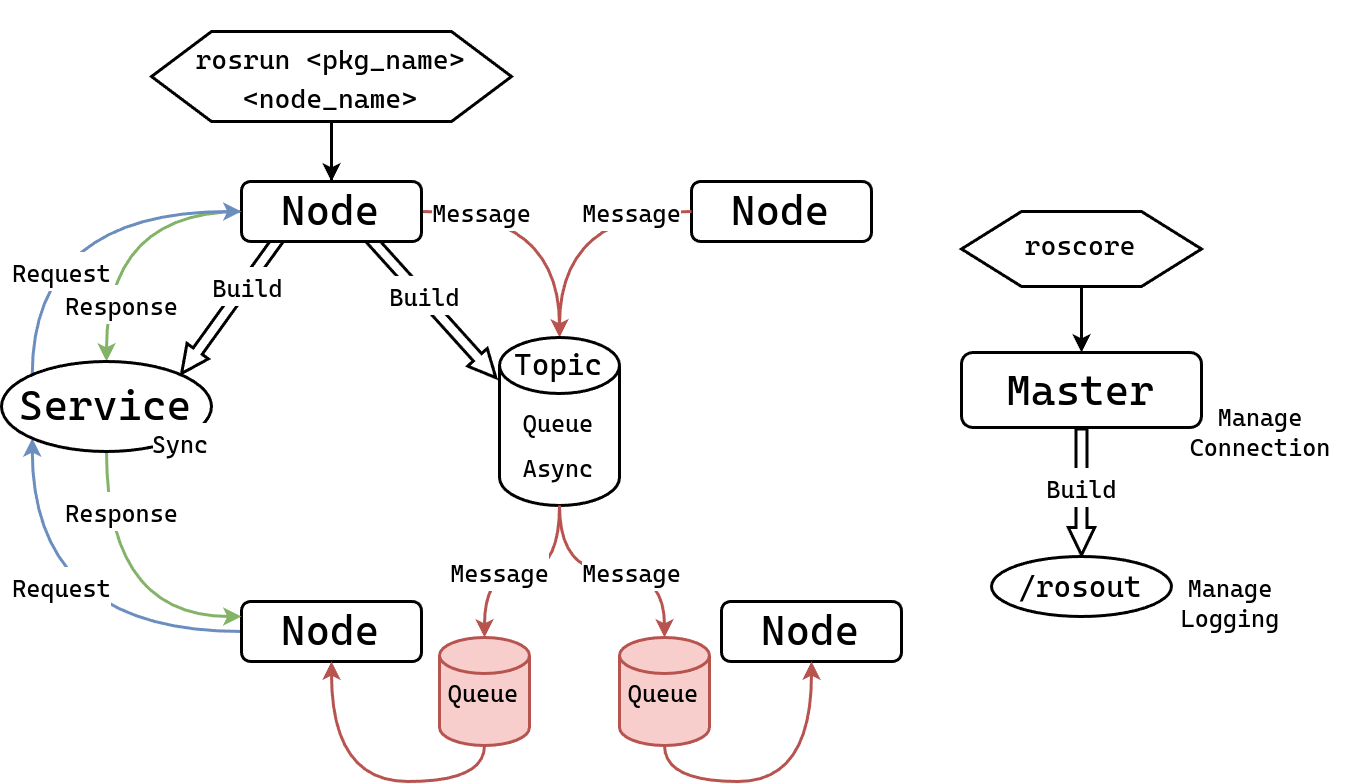 rosrun <pkg_name>
<node_name>
Node
Message
Message
Node
roscore
Request
Response
Build
Build
Topic
Queue
Async
Service
Sync
Master
Manage
Connection
Build
Response
Request
Message
Message
/rosout
Manage
Logging
Node
Node
Queue
Queue